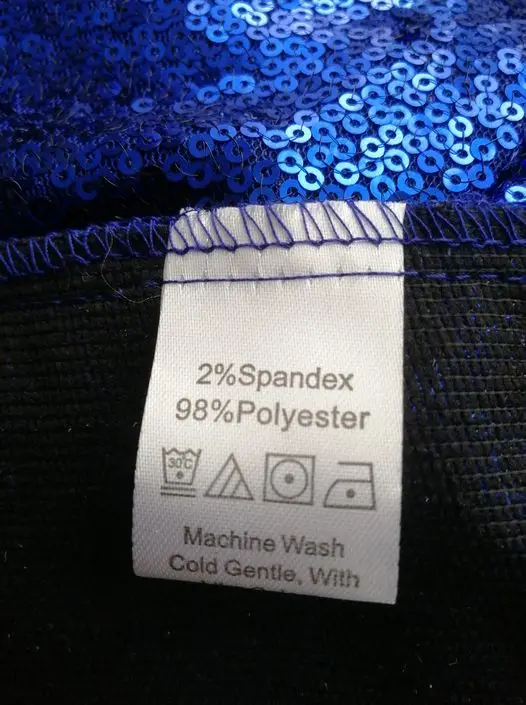 2%Spandex
98%Polyester
30°C
Machine Wash
Cold Gentle, With